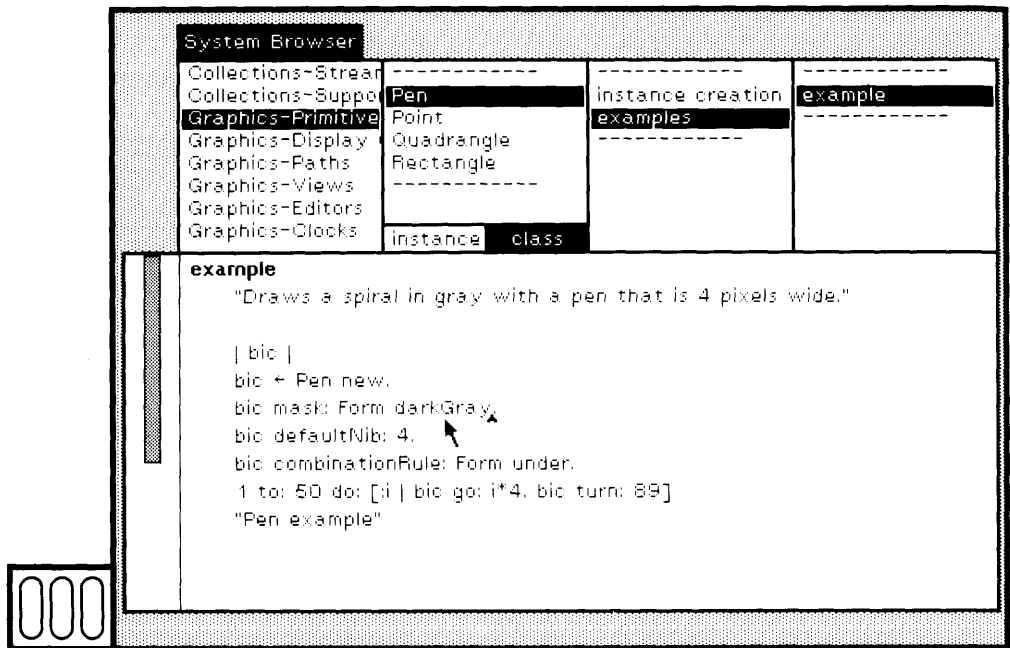 System Browser
Collections-Strear
Collections-Suppo
Graphics-Primitive
Graphics-Display
Graphics-Paths
Graphics-Views
Graphics-Editors
Graphics-Clocks
------------
Pen
Point
Quadrangle
Rectangle
------------
instance class
------------
instance creation
examples
------------
------------
example
------------
example
"Draws a spiral in gray with a pen that is 4 pixels wide."
| bic |
bic ← Pen new.
bic mask: Form darkGray.
bic defaultNib: 4.
bic combinationRule: Form under.
1 to: 50 do: [:i | bic go: i*4. bic turn: 89]
"Pen example"